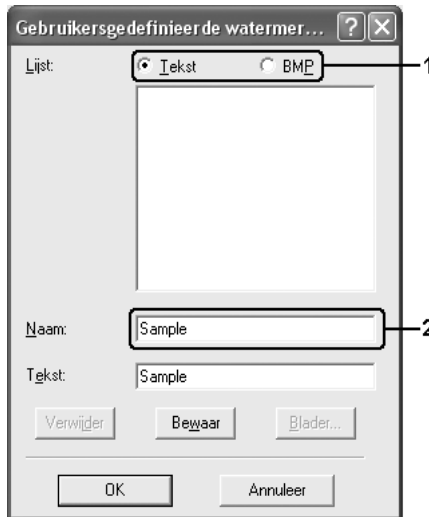 Gebruikersgedefinieerde watermer...
Lijst: Tekst BMP 1
Naam: Sample 2
Tekst: Sample
Verwijder Bewaar Blader...
OK Annuleer